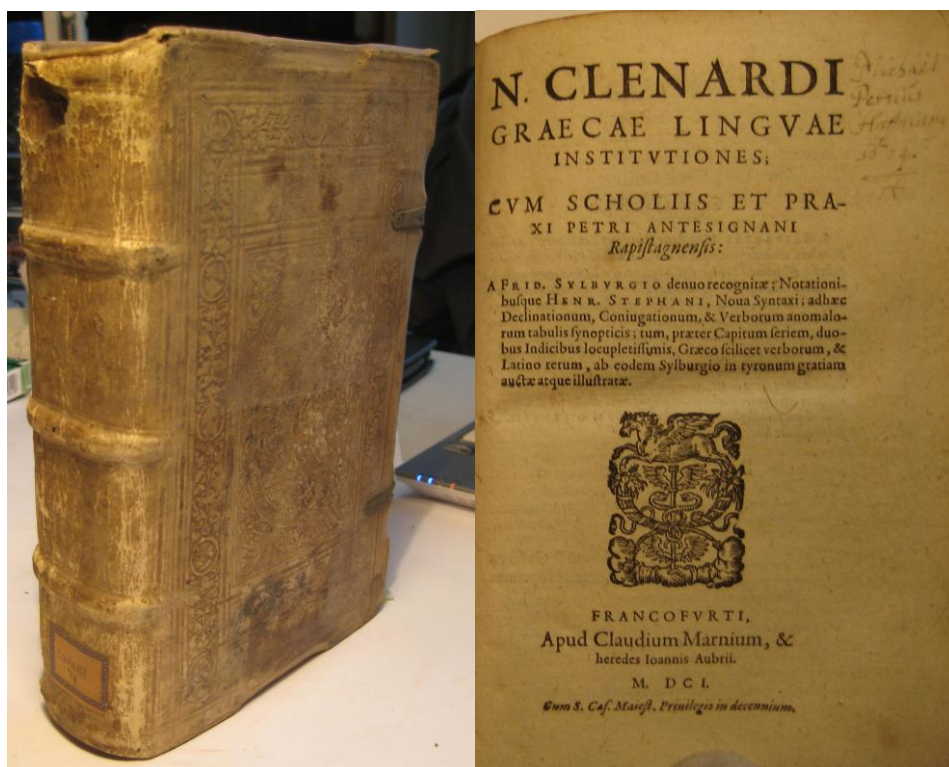 N. CLENARDI
GRAECAE LINGVAE
INSTITVTIONES;
CVM SCHOLIIS ET PRA-
XI PETRI ANTESIGNANI
Rapiſtagnenſis:
A FRID. SYLBVRGIO denuo recognitæ; Notationi-
buſque HENR. STEPHANI, Noua Syntaxi; adhæc
Declinationum, Coniugationum, & Verborum anomalo-
rum tabulis ſynopticis; tum, præter Capitum ſeriem, duo-
bus Indicibus locupletiſſimis, Græco ſcilicet verborum, &
Latino rerum, ab eodem Sylburgio in tyronum gratiam
auctæ atque illuſtratæ.
FRANCOFVRTI,
Apud Claudium Marnium, &
heredes Ioannis Aubrii.
M. DCI.
Cum S. Cæſ. Maieſt. Priuilegio in decennium.
Michaël
Petrus